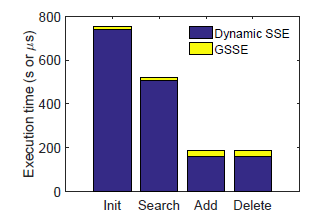 800
600
400
200
0
Execution time (s or μs)
Dynamic SSE
GSSE
Init Search Add Delete